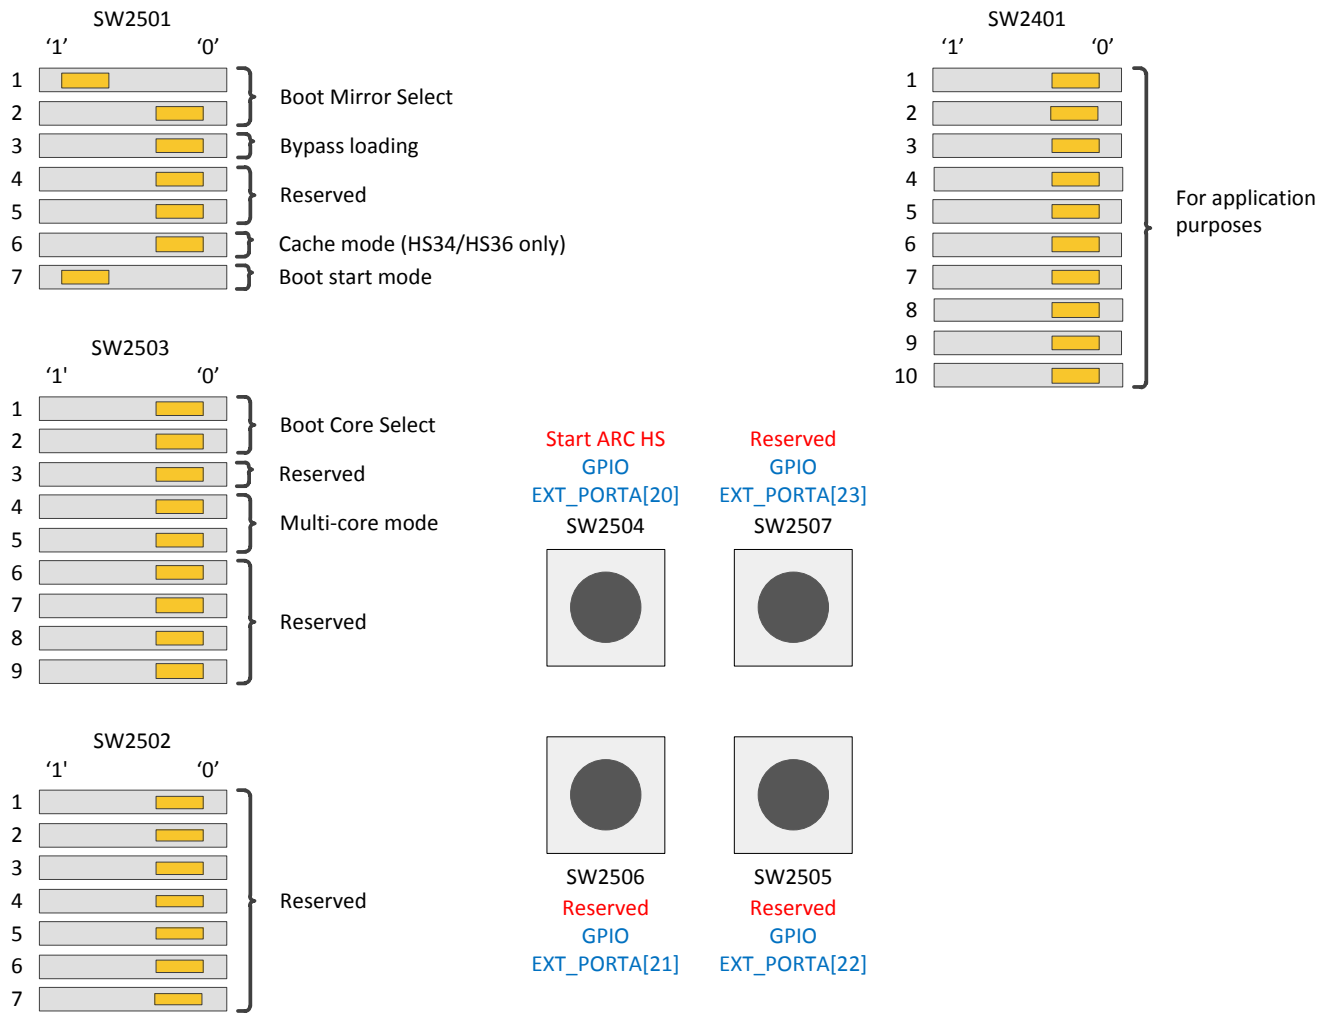 SW2501
‘1’ ‘0’
1
2
Boot Mirror Select
3
Bypass loading
4
5
Reserved
6
Cache mode (HS34/HS36 only)
7
Boot start mode
SW2503
‘1’ ‘0’
1
2
Boot Core Select
3
Reserved
4
5
Multi-core mode
6
7
8
9
Reserved
SW2502
‘1’ ‘0’
1
2
3
4
5
6
7
Reserved
SW2401
‘1’ ‘0’
1
2
3
4
5
6
7
8
9
10
For application
purposes
Start ARC HS
GPIO
EXT_PORTA[20]
SW2504
Reserved
GPIO
EXT_PORTA[23]
SW2507
SW2506
Reserved
GPIO
EXT_PORTA[21]
SW2505
Reserved
GPIO
EXT_PORTA[22]